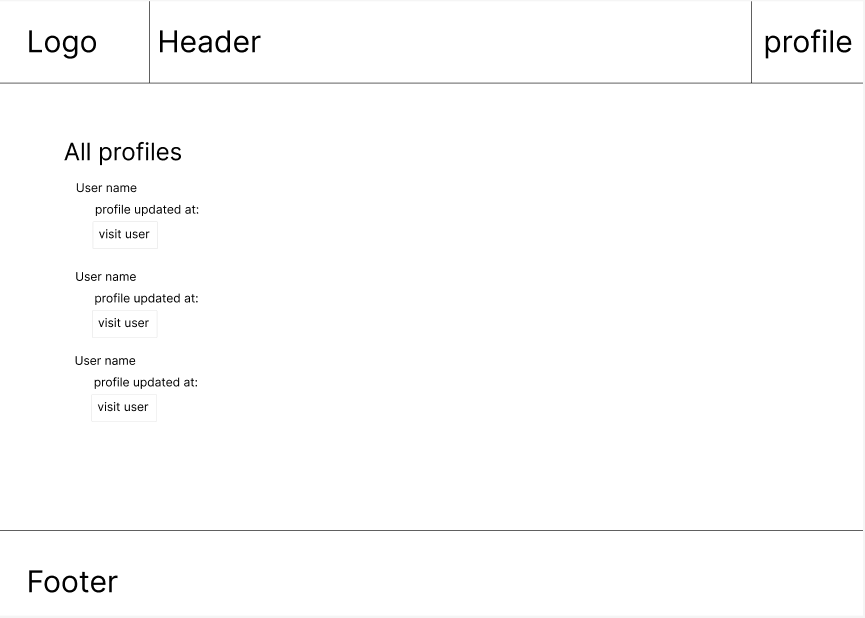 Logo
Header
profile
All profiles
User name
profile updated at:
visit user
User name
profile updated at:
visit user
User name
profile updated at:
visit user
Footer